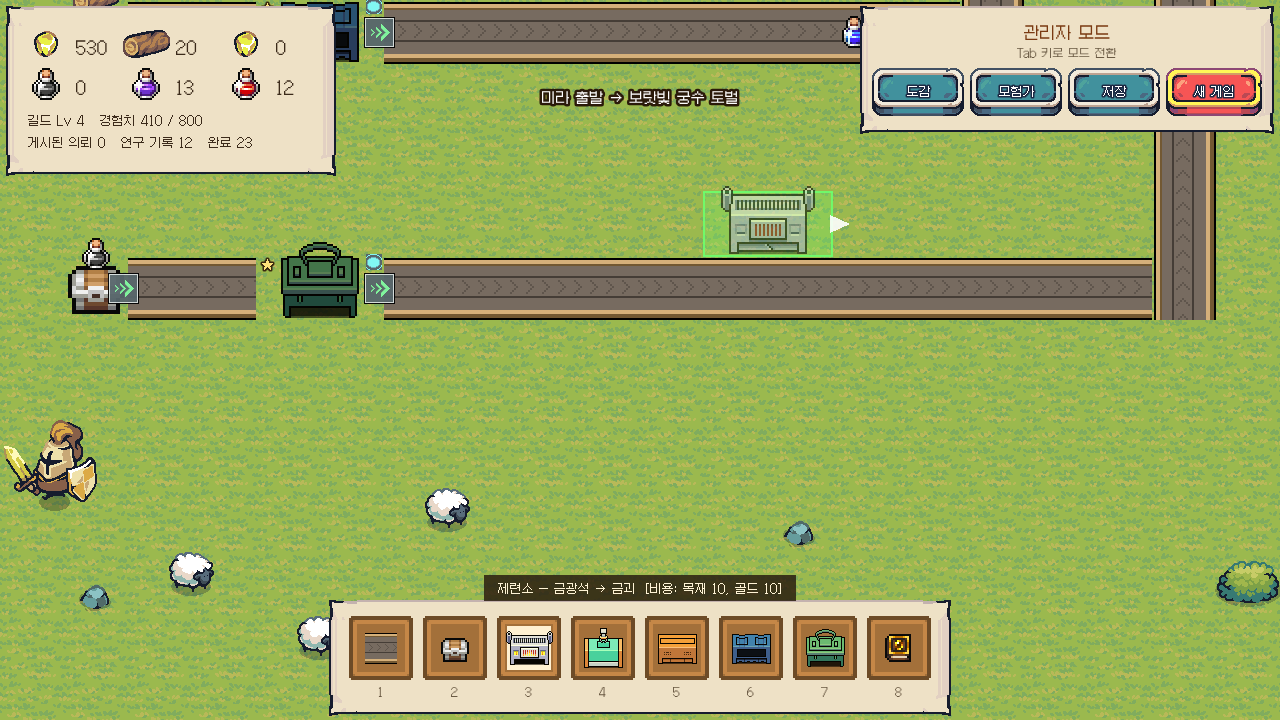 530 20 0
0 13 12
길드 Lv 4 경험치 410 / 800
게시된 의뢰 0 연구 기록 12 완료 23
관리자 모드
Tab 키로 모드 전환
도감 모험가 저장 새 게임
미라 출발 → 보랏빛 궁수 토벌
제련소 — 금광석 → 금괴 [비용: 목재 10, 골드 10]
1 2 3 4 5 6 7 8